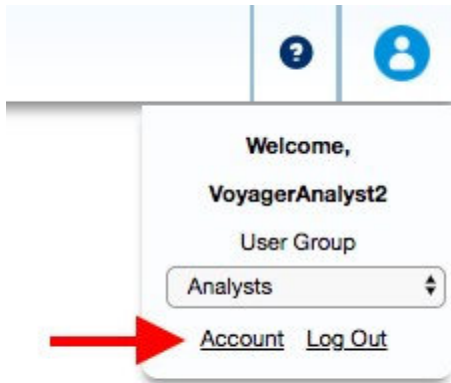 ?
Welcome,
VoyagerAnalyst2
User Group
Analysts
Account Log Out